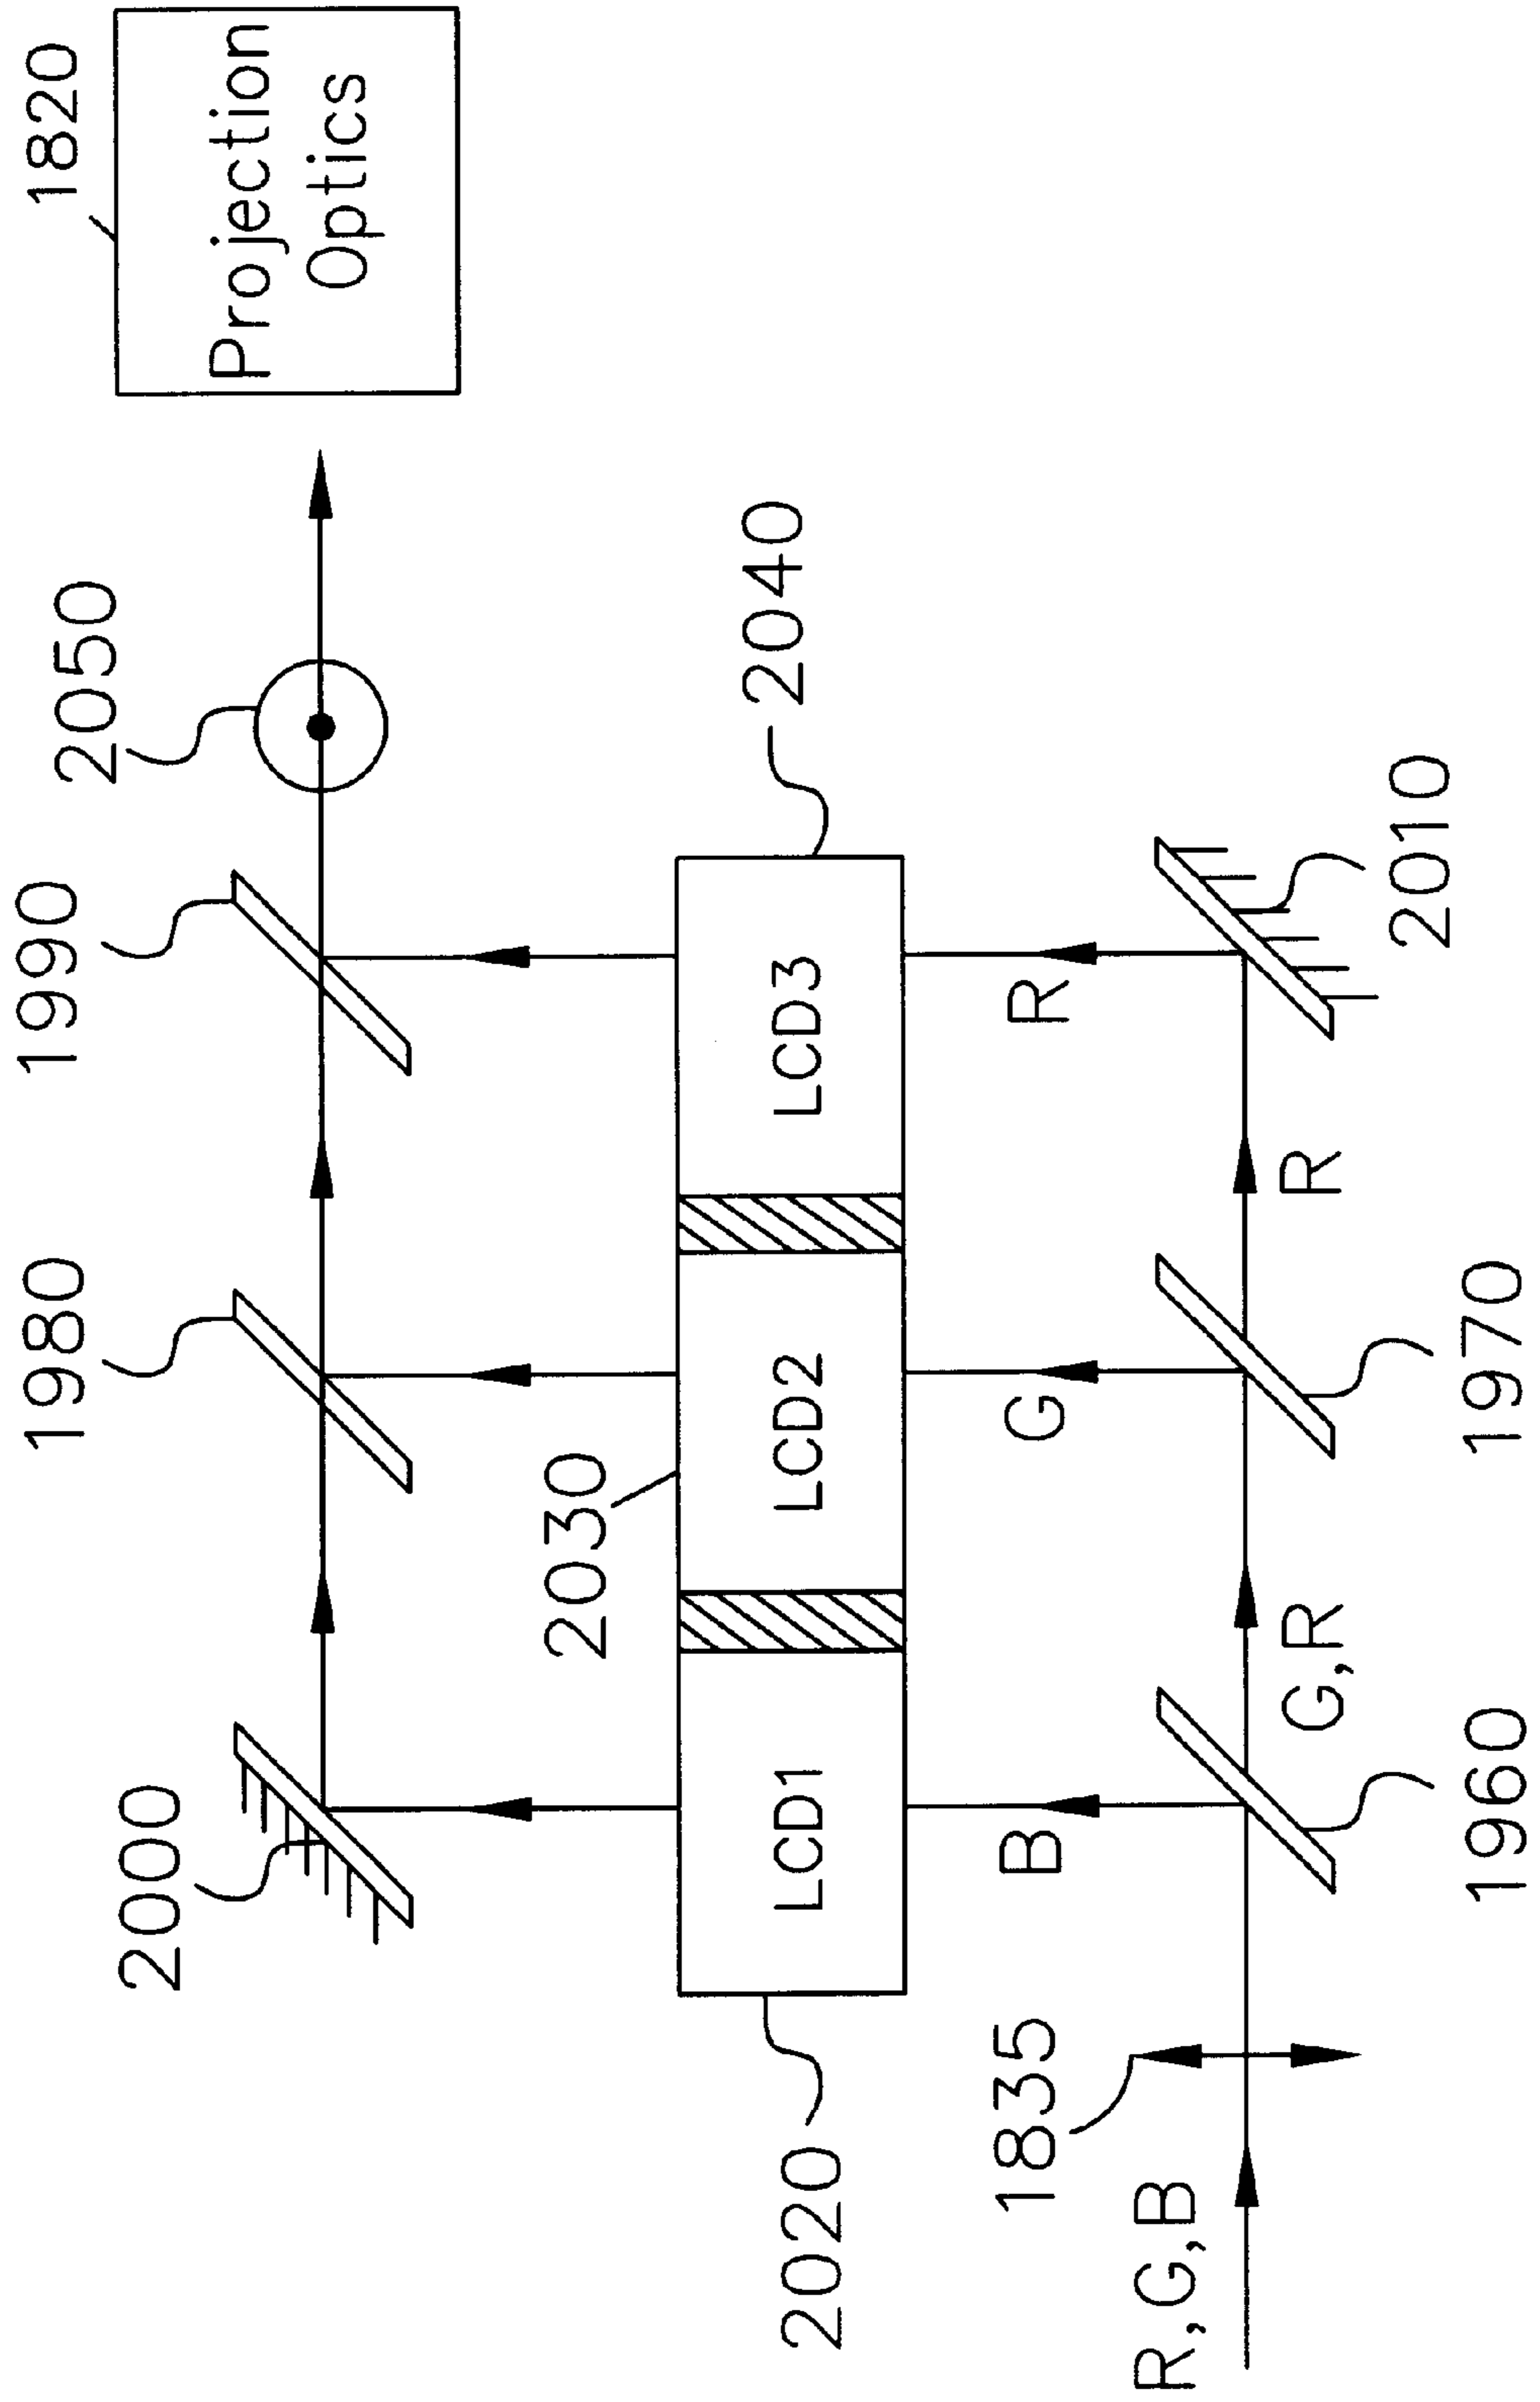 1820
Projection
Optics
2050
1990
1980
2000
2040
2030
LCD1
LCD2
LCD3
2020
B
G
R
1835
R,G,B
G,R
R
1960
1970
2010